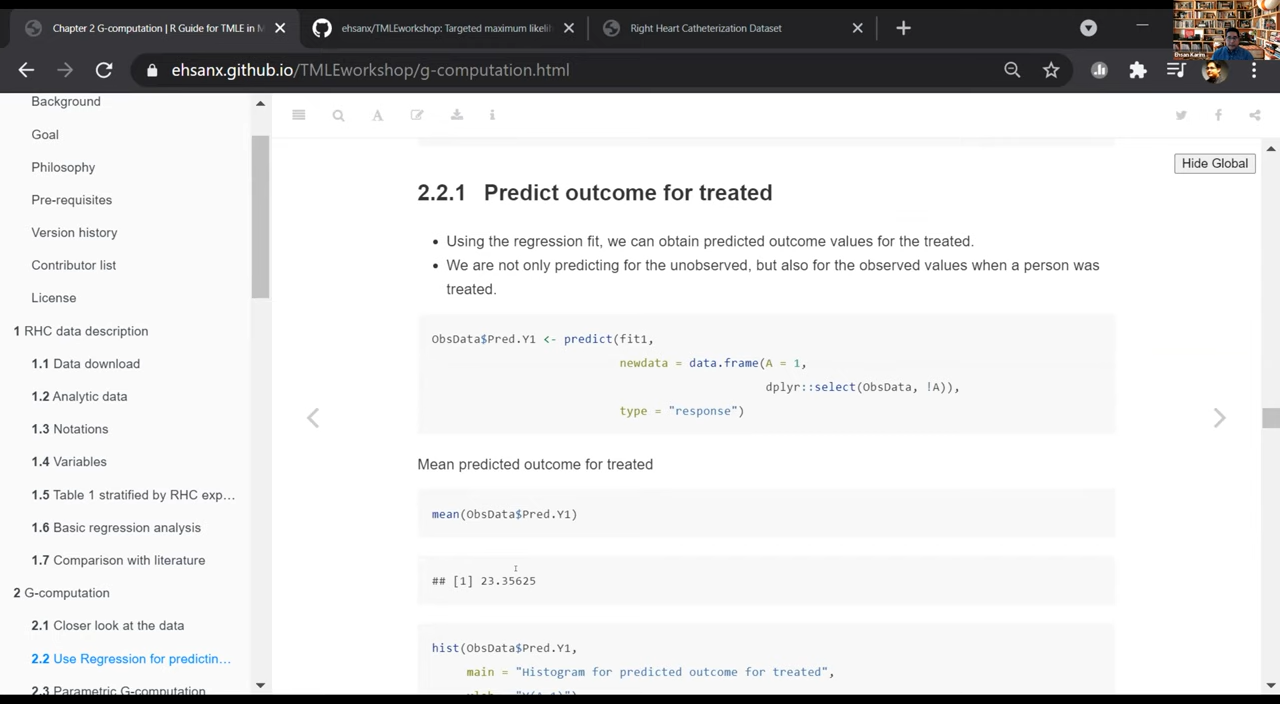 Chapter 2 G-computation | R Guide for TMLE in M
ehsanx/TMLEworkshop: Targeted maximum likeli
Right Heart Catheterization Dataset
ehsanx.github.io/TMLEworkshop/g-computation.html
Ehsan Karim
Background
Goal
Philosophy
Pre-requisites
Version history
Contributor list
License
1 RHC data description
1.1 Data download
1.2 Analytic data
1.3 Notations
1.4 Variables
1.5 Table 1 stratified by RHC exp...
1.6 Basic regression analysis
1.7 Comparison with literature
2 G-computation
2.1 Closer look at the data
2.2 Use Regression for predictin...
2.3 Parametric G-computation
Hide Global
2.2.1 Predict outcome for treated
• Using the regression fit, we can obtain predicted outcome values for the treated.
• We are not only predicting for the unobserved, but also for the observed values when a person was
treated.
ObsData$Pred.Y1 <- predict(fit1,
newdata = data.frame(A = 1,
dplyr::select(ObsData, !A)),
type = "response")
Mean predicted outcome for treated
mean(ObsData$Pred.Y1)
## [1] 23.35625
hist(ObsData$Pred.Y1,
main = "Histogram for predicted outcome for treated",